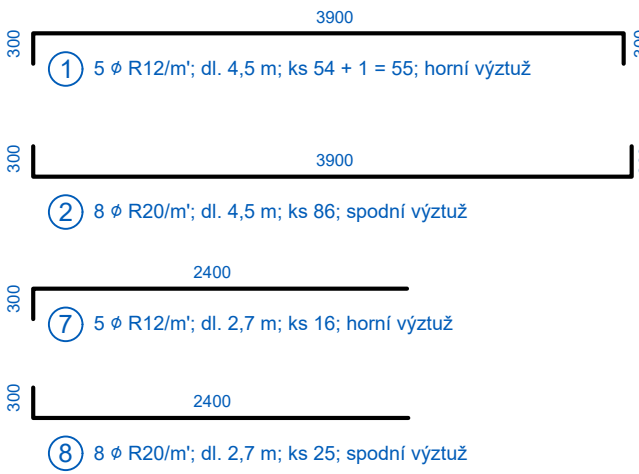 3900
300
300
1 5 ⌀ R12/m'; dl. 4,5 m; ks 54 + 1 = 55; horní výztuž
300
3900
2 8 ⌀ R20/m'; dl. 4,5 m; ks 86; spodní výztuž
2400
300
7 5 ⌀ R12/m'; dl. 2,7 m; ks 16; horní výztuž
300
2400
8 8 ⌀ R20/m'; dl. 2,7 m; ks 25; spodní výztuž